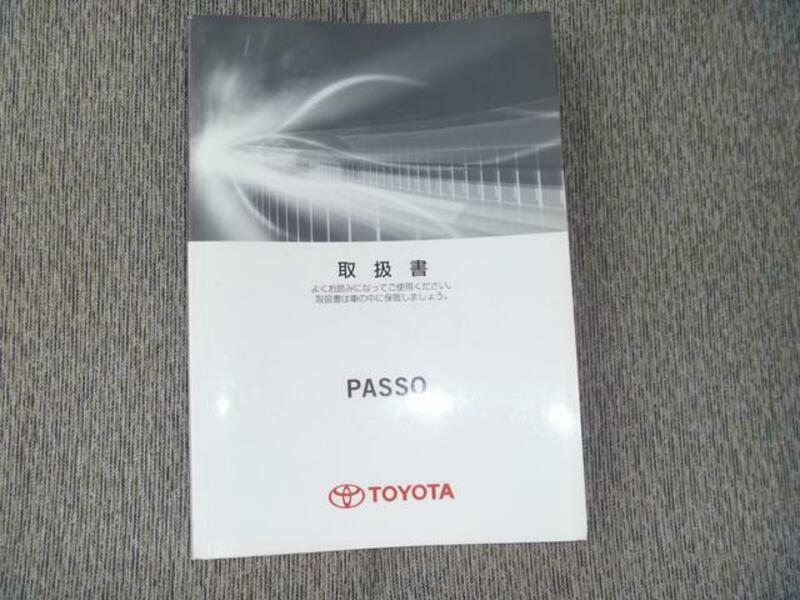 取扱書
よくお読みになってご使用ください。
取扱書は車の中に保管しましょう。
PASSO
TOYOTA